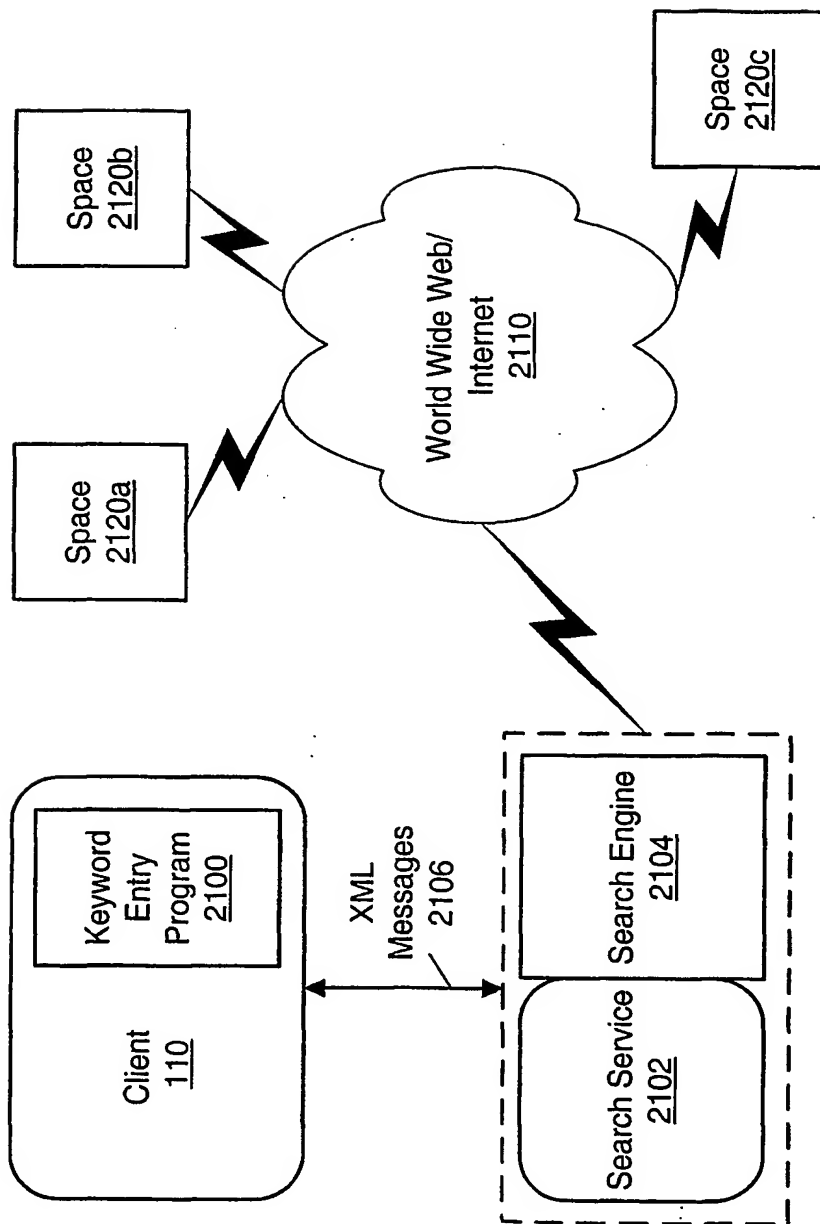 Client
110
Keyword
Entry
Program
2100
XML
Messages
2106
Search Service
2102
Search Engine
2104
World Wide Web/
Internet
2110
Space
2120a
Space
2120b
Space
2120c